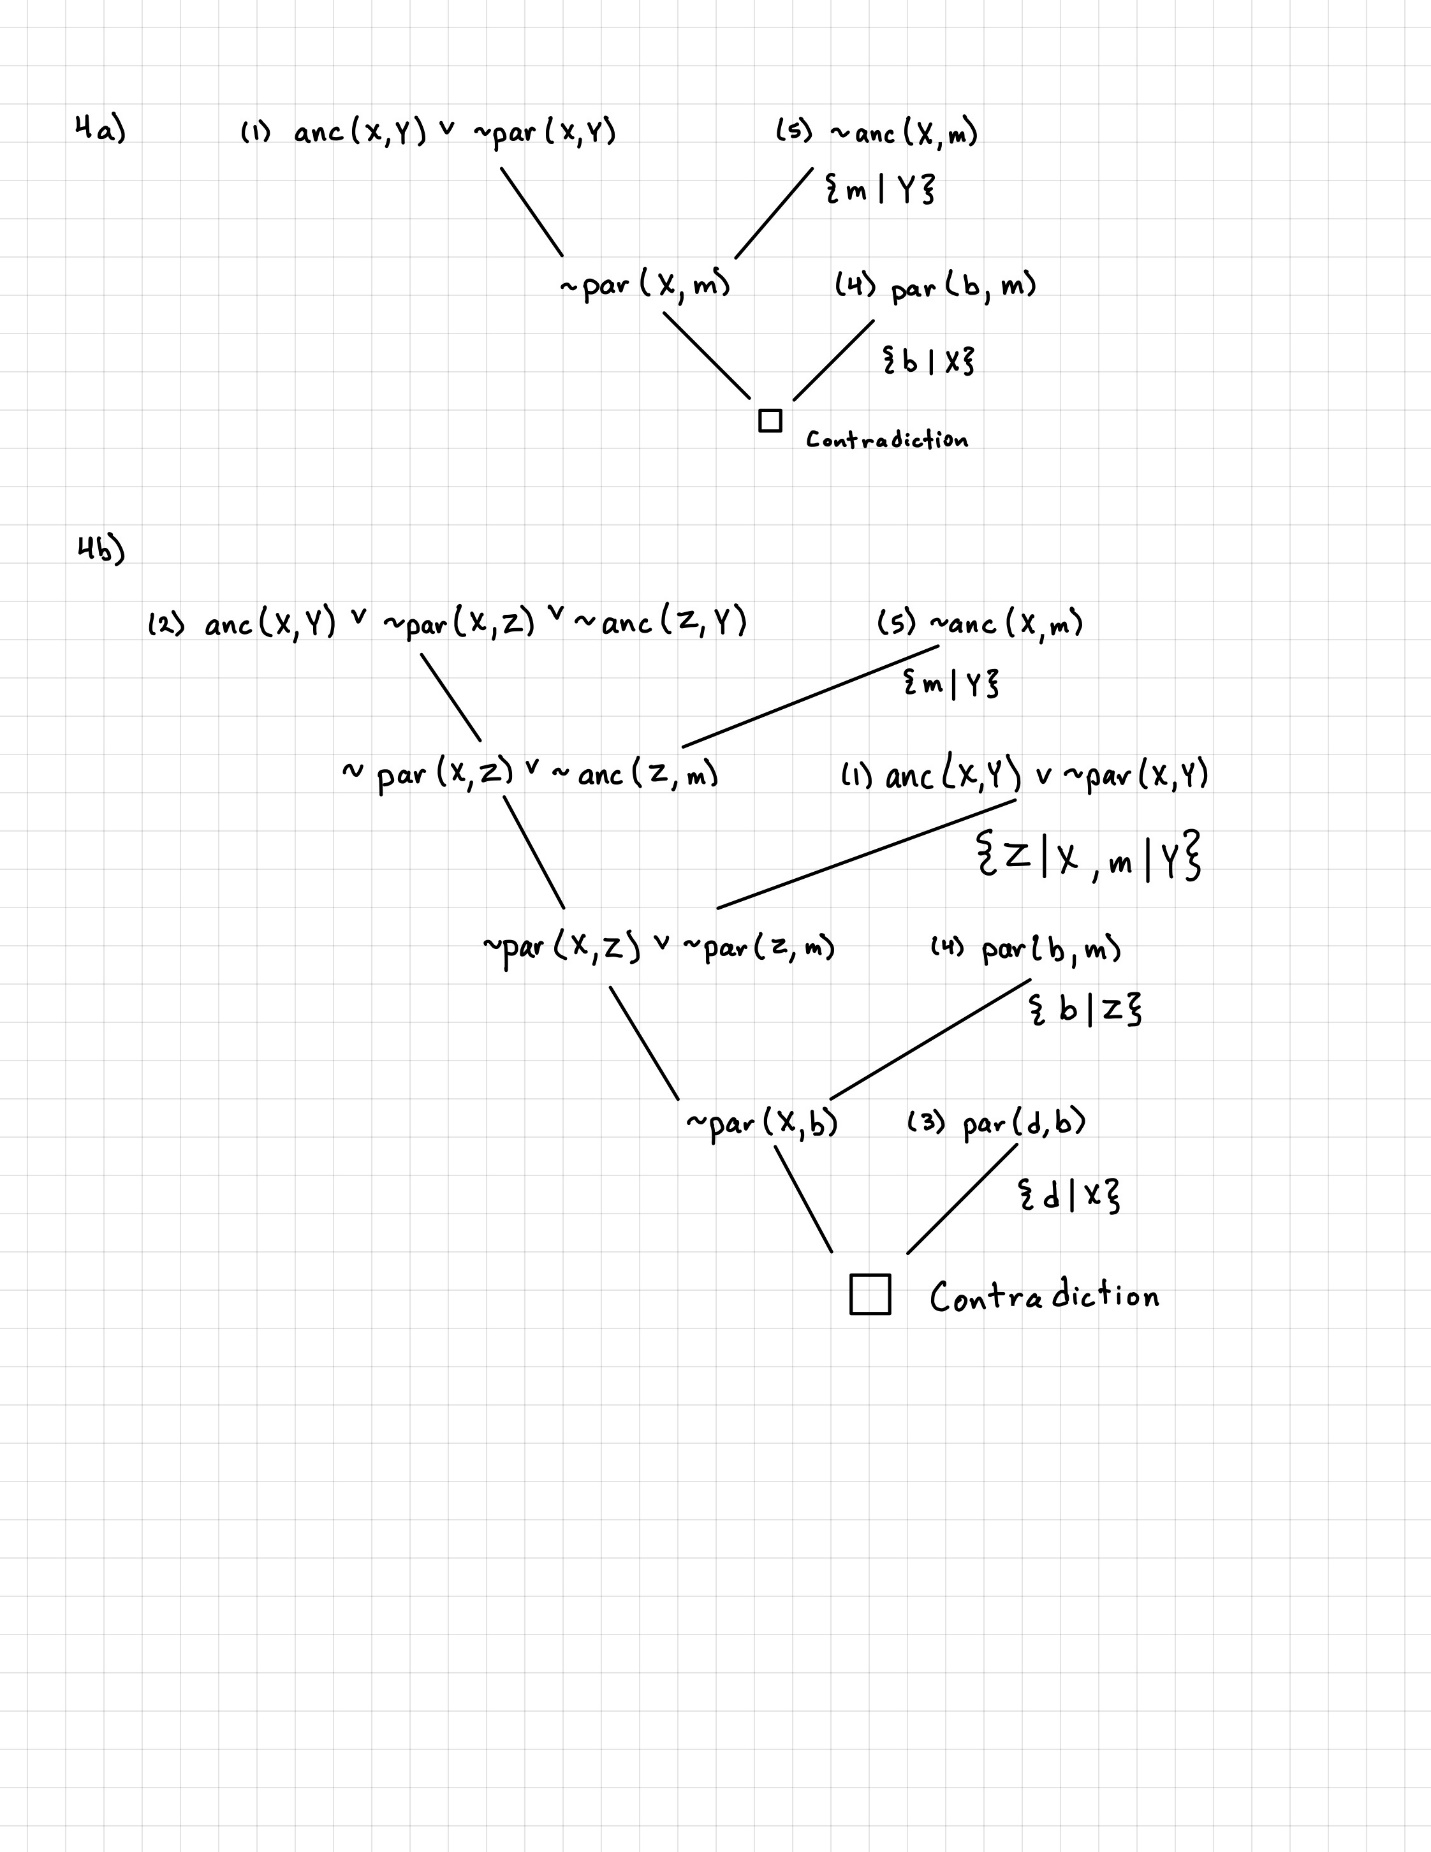 4a) (1) anc(X,Y) ∨ ~par(X,Y) (5) ~anc(X,m)
{m|Y}
~par(X,m) (4) par(b,m)
{b|X}
Contradiction
4b)
(2) anc(X,Y) ∨ ~par(X,Z) ∨ ~anc(Z,Y) (5) ~anc(X,m)
{m|Y}
~par(X,Z) ∨ ~anc(Z,m) (1) anc(X,Y) ∨ ~par(X,Y)
{Z|X, m|Y}
~par(X,Z) ∨ ~par(Z,m) (4) par(b,m)
{b|Z}
~par(X,b) (3) par(d,b)
{d|X}
Contradiction